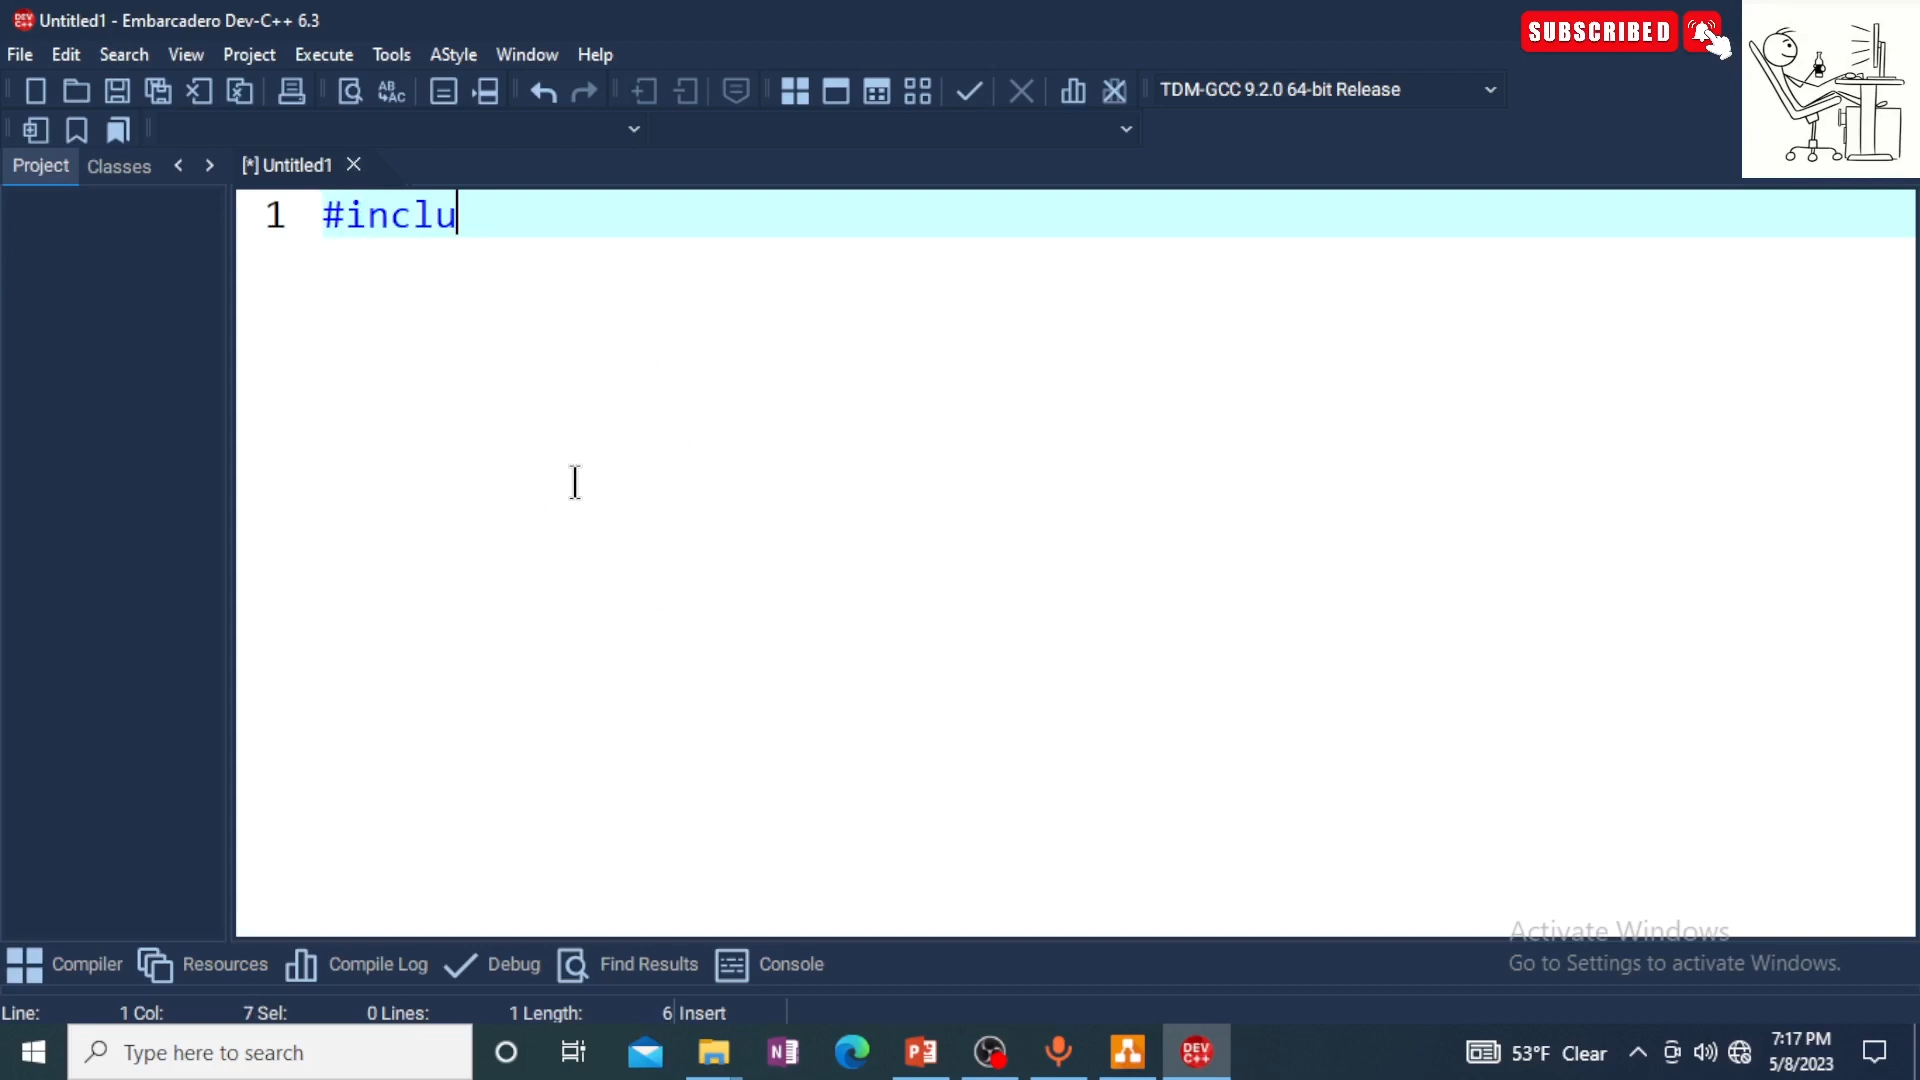 Untitled1 - Embarcadero Dev-C++ 6.3
SUBSCRIBED
File Edit Search View Project Execute Tools AStyle Window Help
TDM-GCC 9.2.0 64-bit Release
Project Classes [*] Untitled1
1 #inclu
Activate Windows
Go to Settings to activate Windows.
Compiler Resources Compile Log Debug Find Results Console
Line: 1 Col: 7 Sel: 0 Lines: 1 Length: 6 Insert
Type here to search
53°F Clear
7:17 PM
5/8/2023